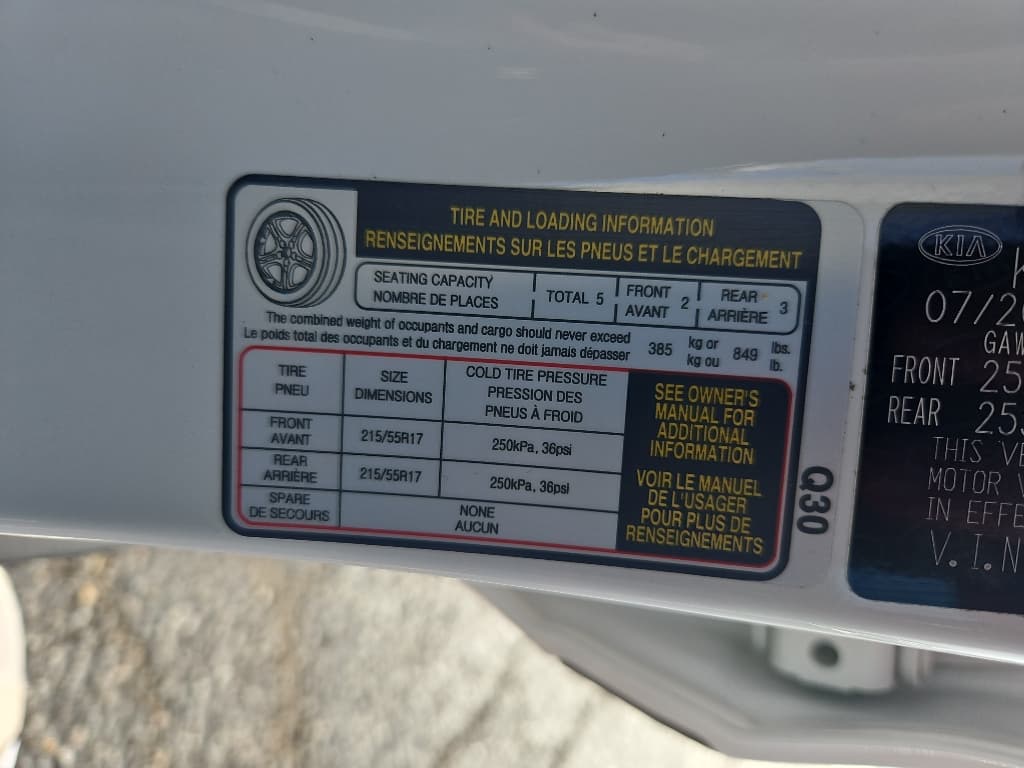 TIRE AND LOADING INFORMATION
RENSEIGNEMENTS SUR LES PNEUS ET LE CHARGEMENT
SEATING CAPACITY
NOMBRE DE PLACES
TOTAL 5
FRONT
AVANT
2
REAR
ARRIÈRE
3
The combined weight of occupants and cargo should never exceed
Le poids total des occupants et du chargement ne doit jamais dépasser
385
kg or
kg ou
849
lbs.
lb.
TIRE
PNEU
SIZE
DIMENSIONS
COLD TIRE PRESSURE
PRESSION DES
PNEUS À FROID
FRONT
AVANT
215/55R17
250kPa, 36psi
REAR
ARRIÈRE
215/55R17
250kPa, 36psi
SPARE
DE SECOURS
NONE
AUCUN
SEE OWNER'S
MANUAL FOR
ADDITIONAL
INFORMATION
VOIR LE MANUEL
DE L'USAGER
POUR PLUS DE
RENSEIGNEMENTS
Q30
KIA
07/20
GAW
FRONT 25
REAR 25
THIS VE
MOTOR V
IN EFFE
V.I.N